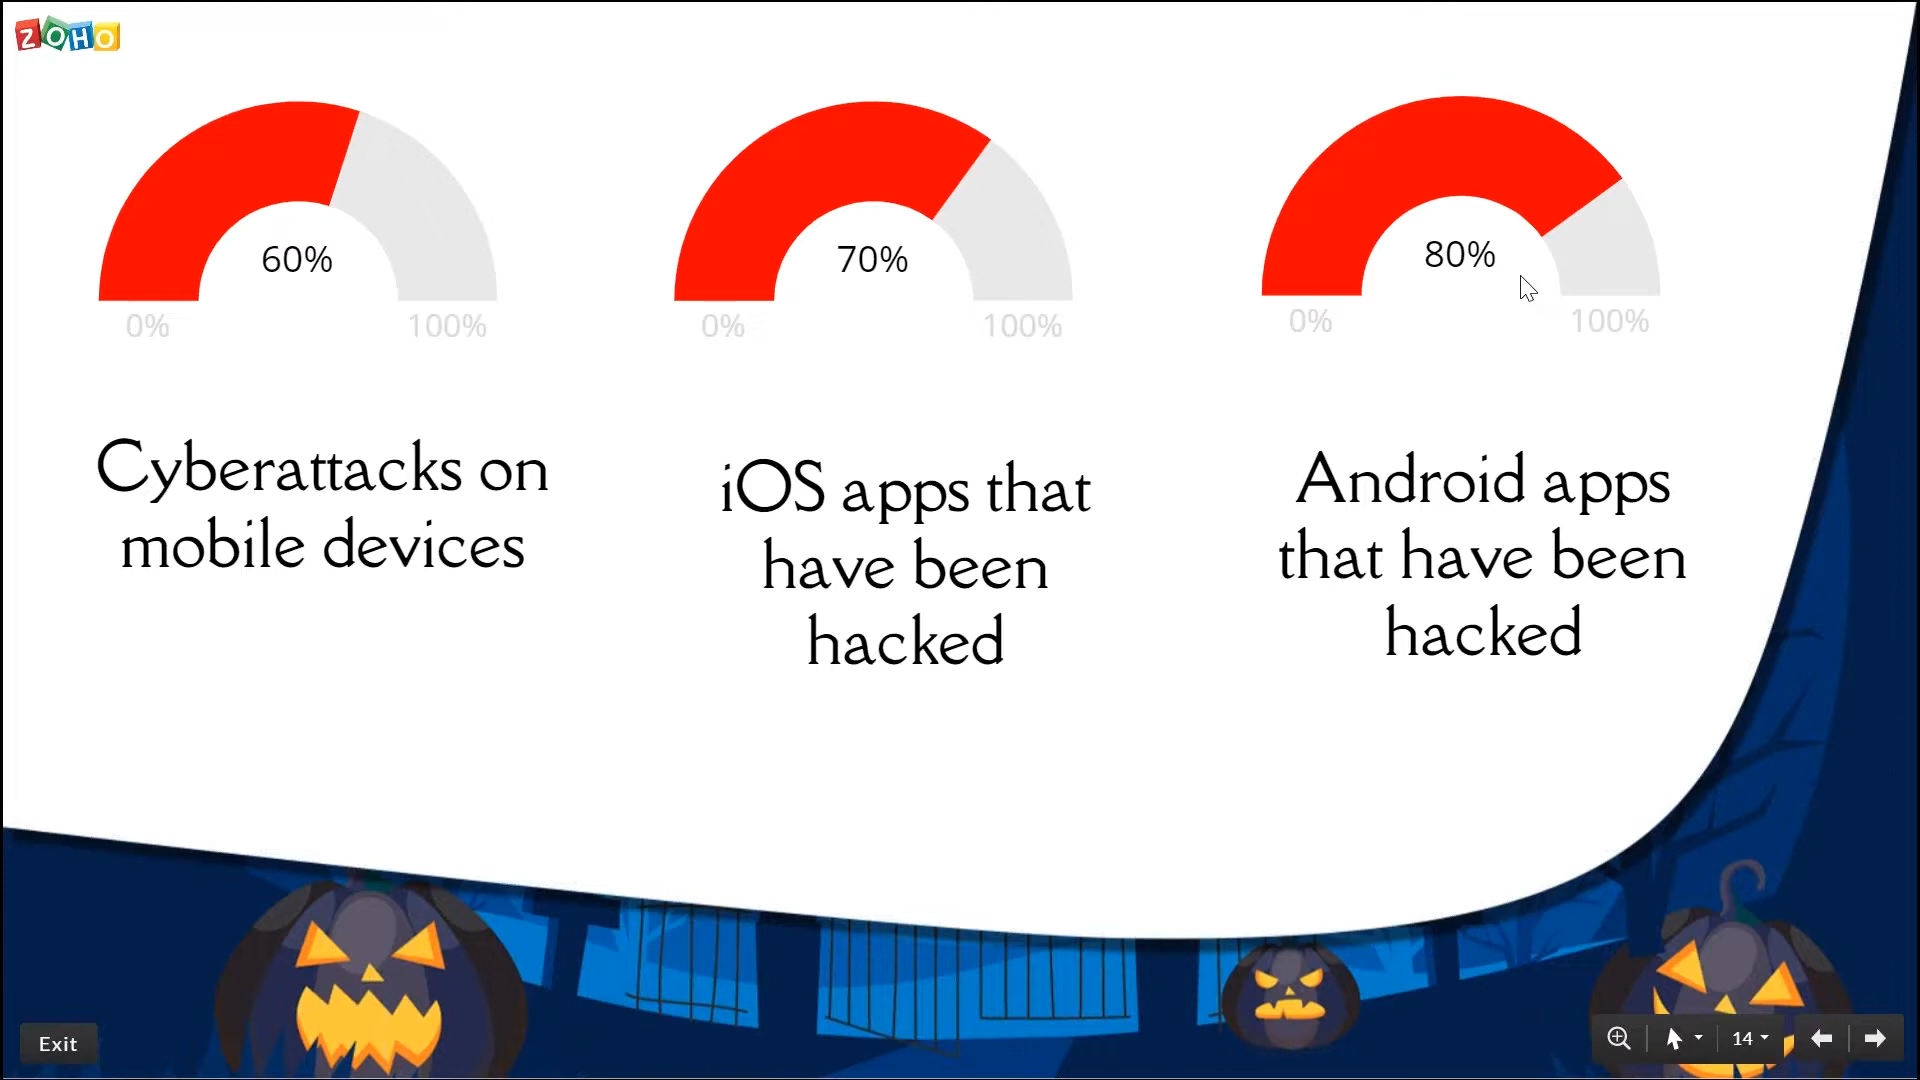 ZOHO
60%
0% 100%
70%
0% 100%
80%
0% 100%
Cyberattacks on
mobile devices
iOS apps that
have been
hacked
Android apps
that have been
hacked
Exit
14